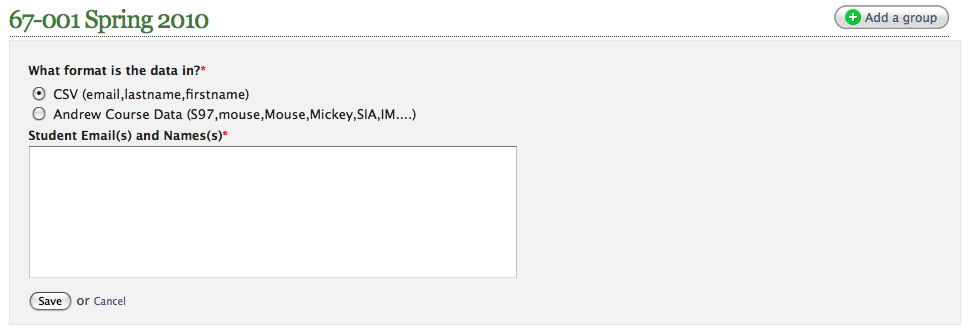 67-001 Spring 2010
Add a group
What format is the data in?*
CSV (email,lastname,firstname)
Andrew Course Data (S97,mouse,Mouse,Mickey,SIA,IM....)
Student Email(s) and Names(s)*
Save or Cancel